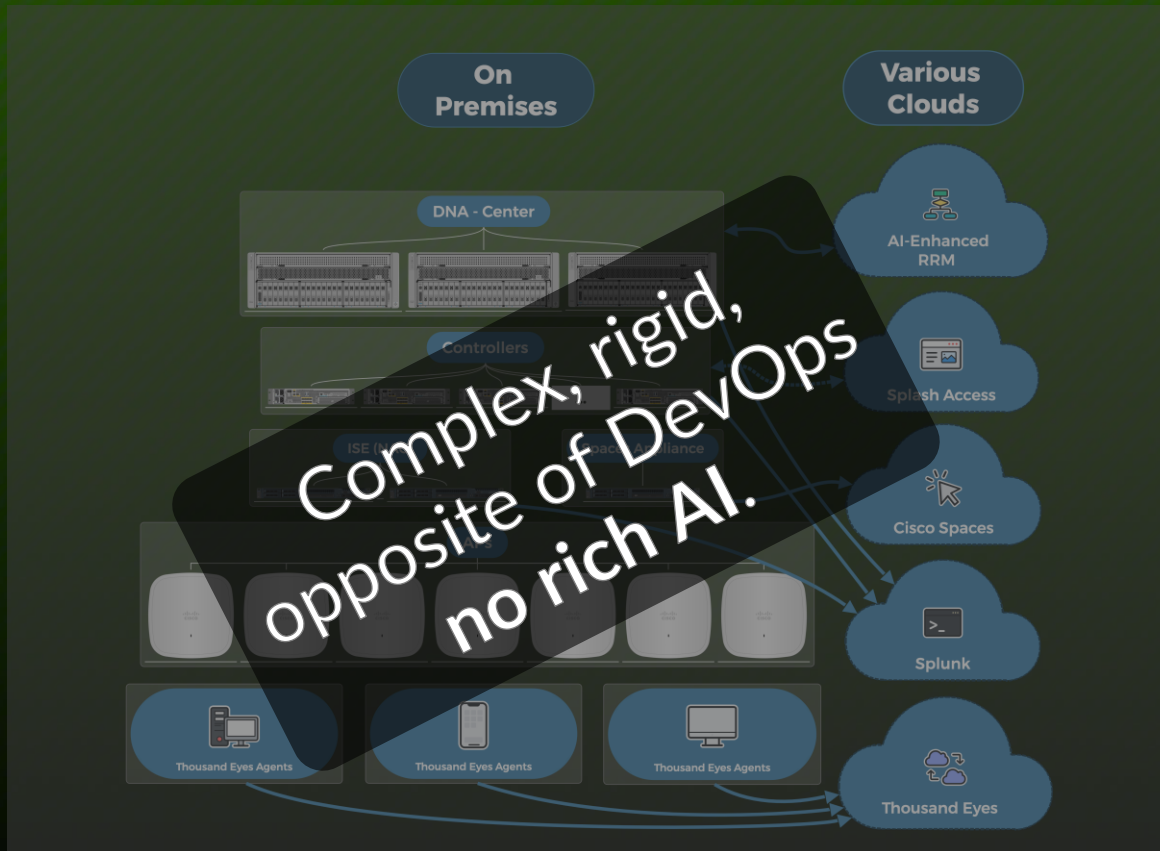 On
Premises
Various
Clouds
DNA - Center
AI-Enhanced
RRM
Controllers
Splash Access
Complex, rigid,
opposite of DevOps
no rich AI.
Cisco Spaces
APs
Splunk
Thousand Eyes Agents
Thousand Eyes Agents
Thousand Eyes Agents
Thousand Eyes